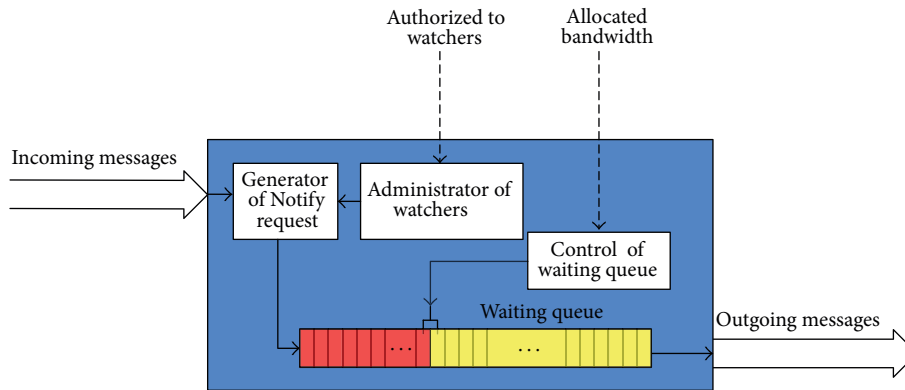 Authorized to
watchers
Allocated
bandwidth
Incoming messages
Generator
of Notify
request
Administrator of
watchers
Control of
waiting queue
Waiting queue
...
...
Outgoing messages